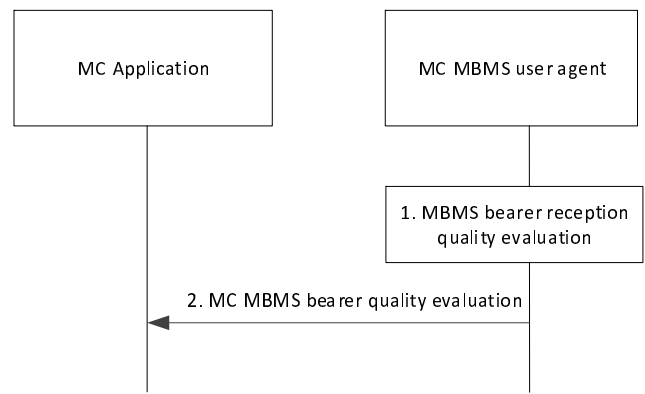 MC Application
MC MBMS user agent
1. MBMS bearer reception
quality evaluation
2. MC MBMS bearer quality evaluation